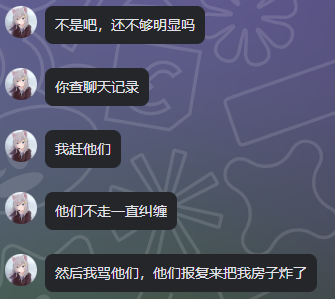 不是吧，还不够明显吗
你查聊天记录
我赶他们
他们不走一直纠缠
然后我骂他们，他们报复来把我房子炸了